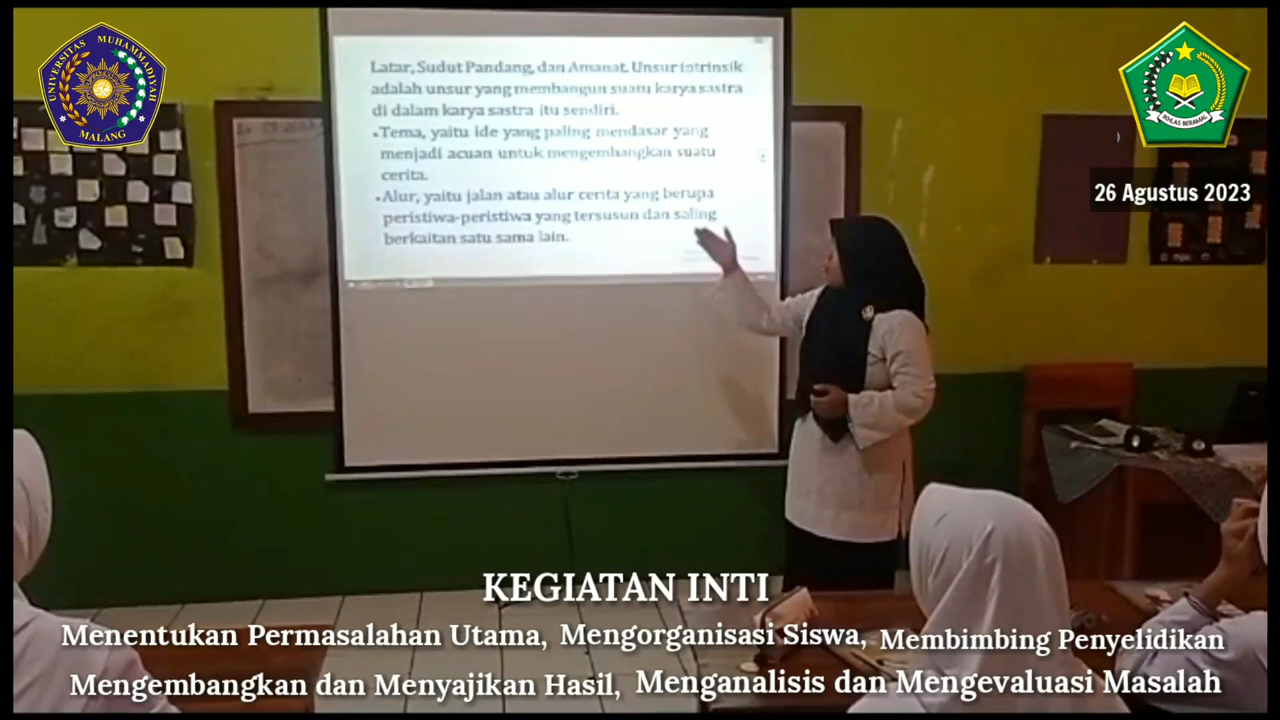 UNIVERSITAS MUHAMMADIYAH
MALANG
IKHLAS BERAMAL
26 Agustus 2023
Latar, Sudut Pandang, dan Amanat. Unsur intrinsik
adalah unsur yang membangun suatu karya sastra
di dalam karya sastra itu sendiri.
•Tema, yaitu ide yang paling mendasar yang
menjadi acuan untuk mengembangkan suatu
cerita.
•Alur, yaitu jalan atau alur cerita yang berupa
peristiwa-peristiwa yang tersusun dan saling
berkaitan satu sama lain.
KEGIATAN INTI
Menentukan Permasalahan Utama, Mengorganisasi Siswa, Membimbing Penyelidikan
Mengembangkan dan Menyajikan Hasil, Menganalisis dan Mengevaluasi Masalah